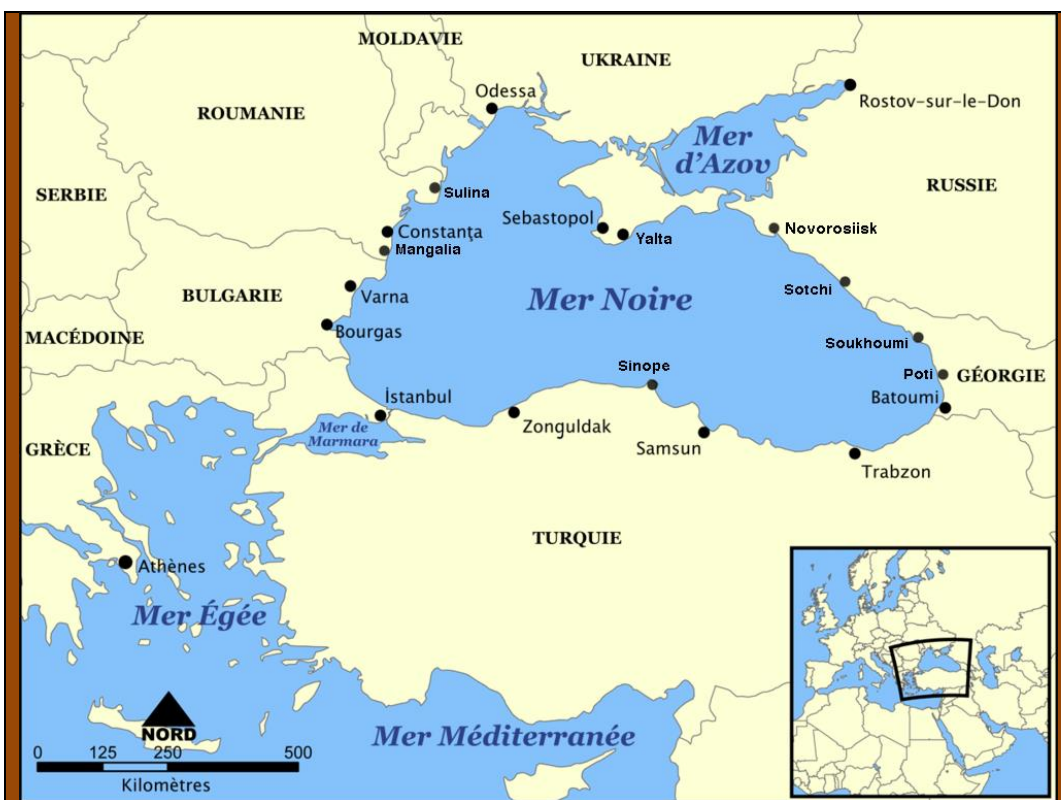 MOLDAVIE
UKRAINE
Odessa
Rostov-sur-le-Don
ROUMANIE
Mer
d'Azov
SERBIE
RUSSIE
Sulina
Sebastopol
Constanţa
Yalta
Novorosiisk
Mangalia
BULGARIE
Varna
Mer Noire
Sotchi
MACÉDOINE
Bourgas
Soukhoumi
Sinope
Poti
GÉORGIE
İstanbul
Batoumi
Mer de
Marmara
Zonguldak
GRÈCE
Samsun
Trabzon
TURQUIE
Athènes
Mer Égée
NORD
Mer Méditerranée
0 125 250 500
Kilomètres